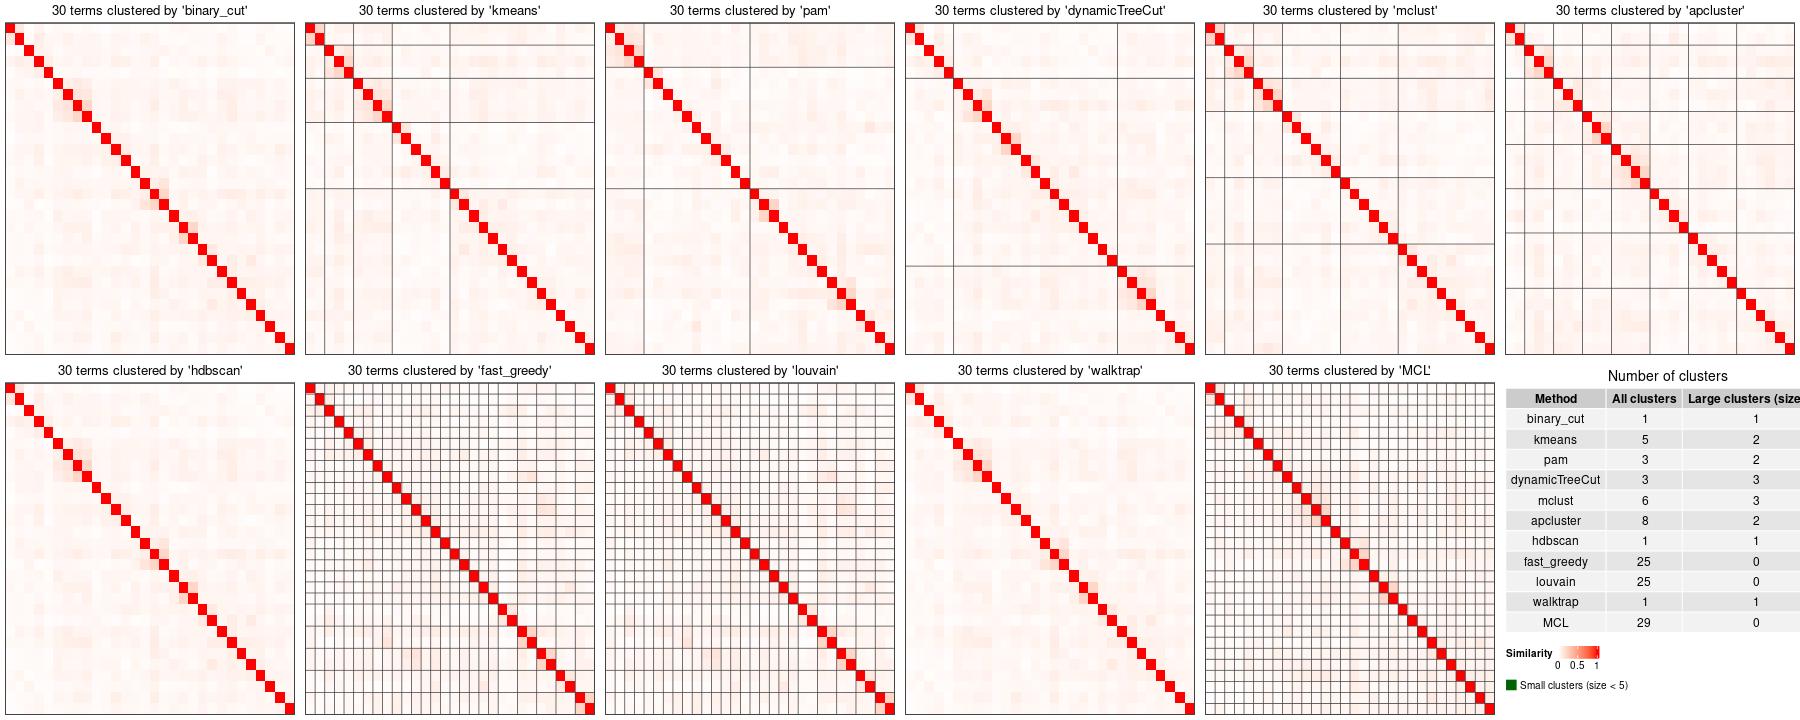 30 terms clustered by 'binary_cut'
30 terms clustered by 'kmeans'
30 terms clustered by 'pam'
30 terms clustered by 'dynamicTreeCut'
30 terms clustered by 'mclust'
30 terms clustered by 'apcluster'
30 terms clustered by 'hdbscan'
30 terms clustered by 'fast_greedy'
30 terms clustered by 'louvain'
30 terms clustered by 'walktrap'
30 terms clustered by 'MCL'
Number of clusters
Method All clusters Large clusters (size
binary_cut 1 1
kmeans 5 2
pam 3 2
dynamicTreeCut 3 3
mclust 6 3
apcluster 8 2
hdbscan 1 1
fast_greedy 25 0
louvain 25 0
walktrap 1 1
MCL 29 0
Similarity
0 0.5 1
Small clusters (size < 5)